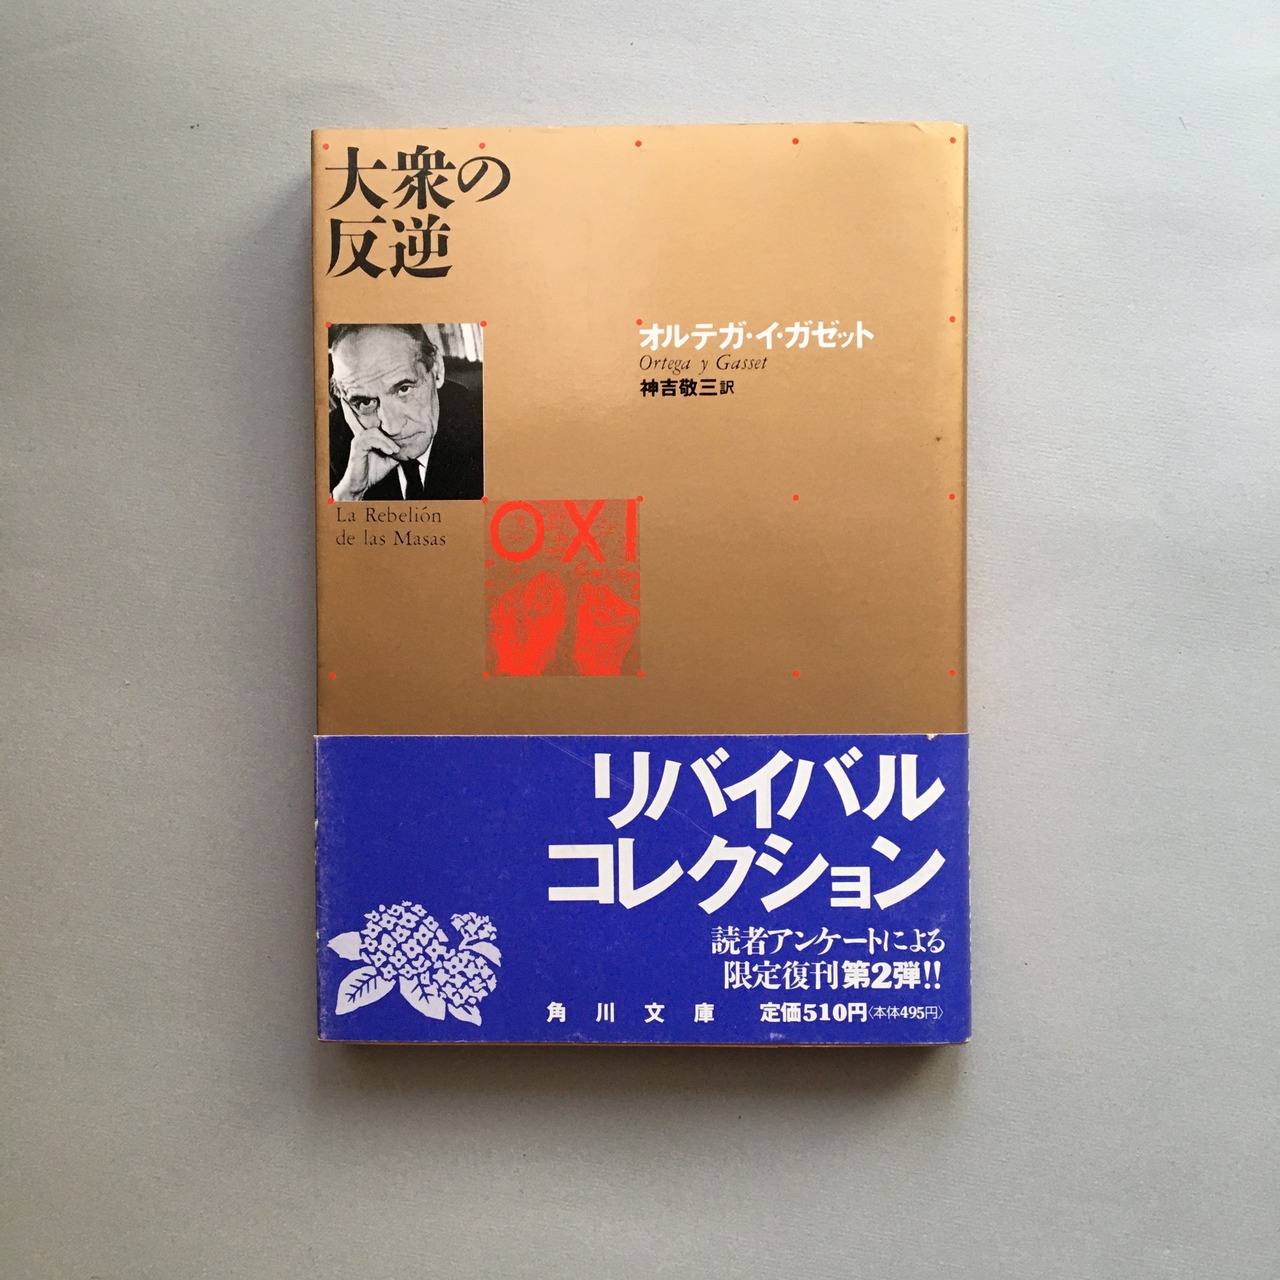 大衆の
反逆
オルテガ・イ・ガゼット
Ortega y Gasset
神吉敬三訳
La Rebelión
de las Masas
OXI
リバイバル
コレクション
読者アンケートによる
限定復刊第2弾!!
角川文庫 定価510円〈本体495円〉